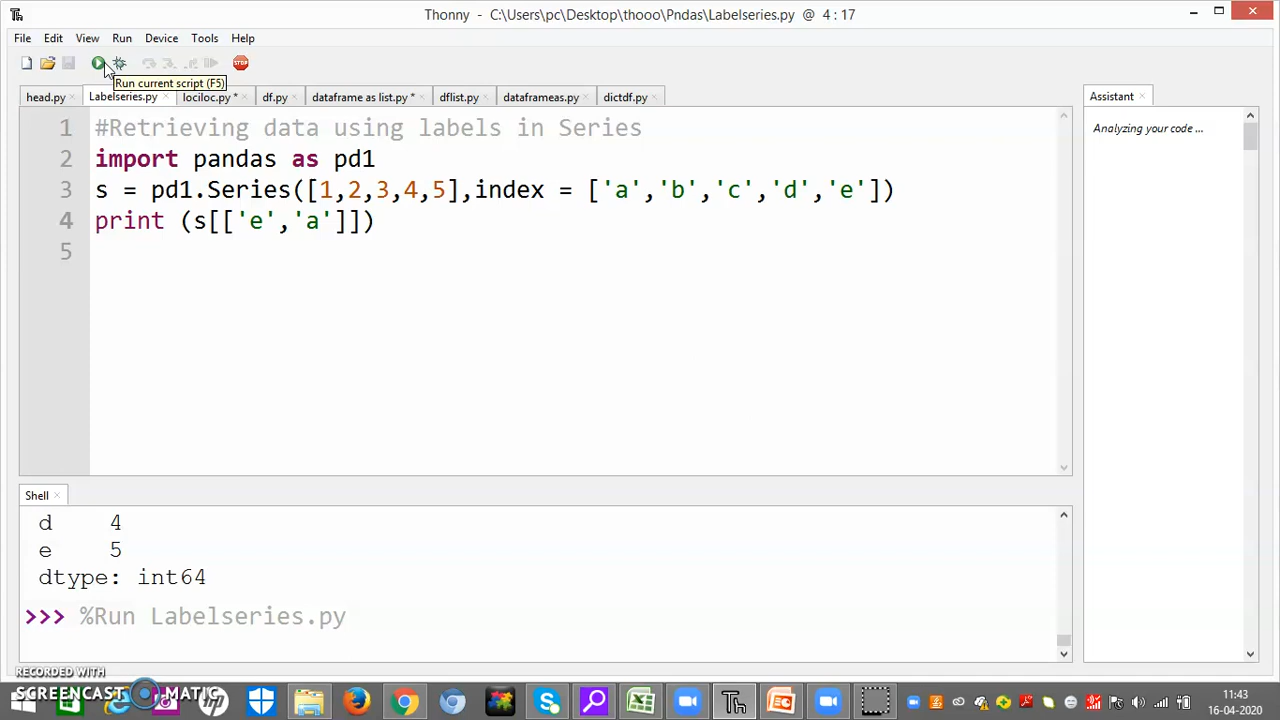 Thonny - C:\Users\pc\Desktop\thooo\Pndas\Labelseries.py @ 4 : 17
File Edit View Run Device Tools Help
STOP
Run current script (F5)
head.py Labelseries.py lociloc.py * df.py dataframe as list.py * dflist.py dataframeas.py dictdf.py
Assistant
Analyzing your code ...
1 #Retrieving data using labels in Series
2 import pandas as pd1
3 s = pd1.Series([1,2,3,4,5],index = ['a','b','c','d','e'])
4 print (s[['e','a']])
5
Shell
d 4
e 5
dtype: int64
>>> %Run Labelseries.py
RECORDED WITH
SCREENCAST MATIC
11:43
16-04-2020